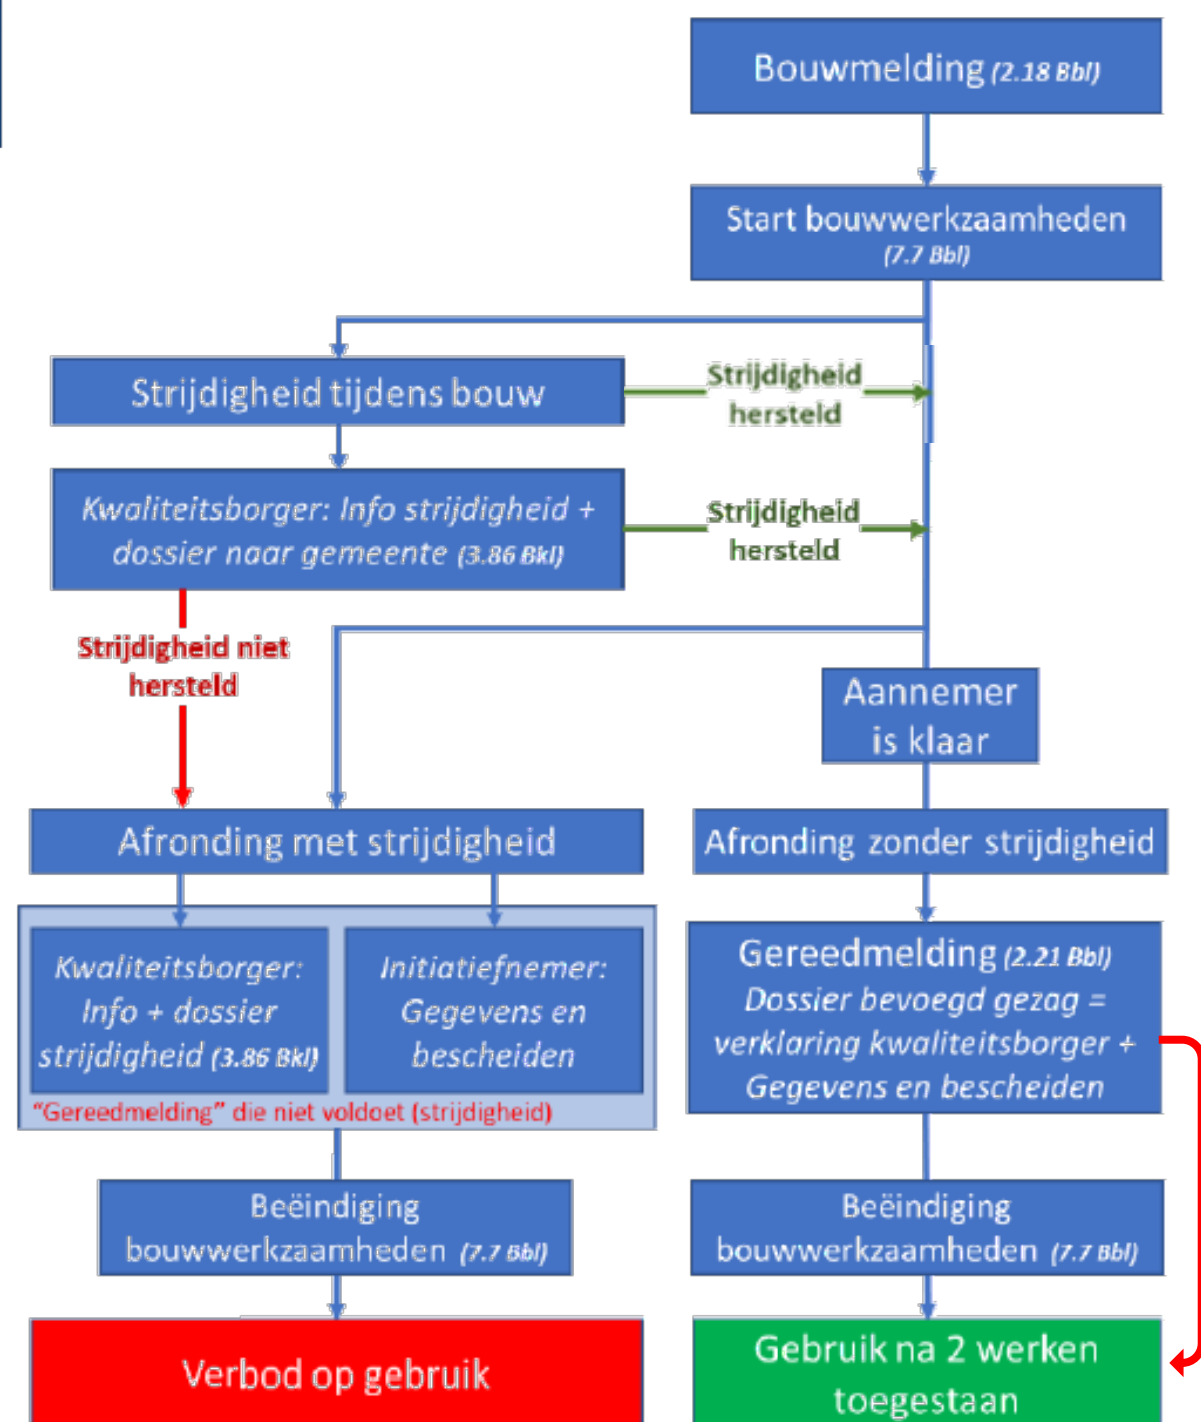 Bouwmelding (2.18 Bbl)
Start bouwwerkzaamheden
(7.7 Bbl)
Strijdigheid tijdens bouw
Strijdigheid
hersteld
Kwaliteitsborger: Info strijdigheid +
dossier naar gemeente (3.86 Bkl)
Strijdigheid
hersteld
Strijdigheid niet
hersteld
Aannemer
is klaar
Afronding met strijdigheid
Afronding zonder strijdigheid
Kwaliteitsborger:
Info + dossier
strijdigheid (3.86 Bkl)
Initiatiefnemer:
Gegevens en
bescheiden
"Gereedmelding" die niet voldoet (strijdigheid)
Gereedmelding (2.21 Bbl)
Dossier bevoegd gezag =
verklaring kwaliteitsborger +
Gegevens en bescheiden
Beëindiging
bouwwerkzaamheden (7.7 Bbl)
Beëindiging
bouwwerkzaamheden (7.7 Bbl)
Verbod op gebruik
Gebruik na 2 werken
toegestaan